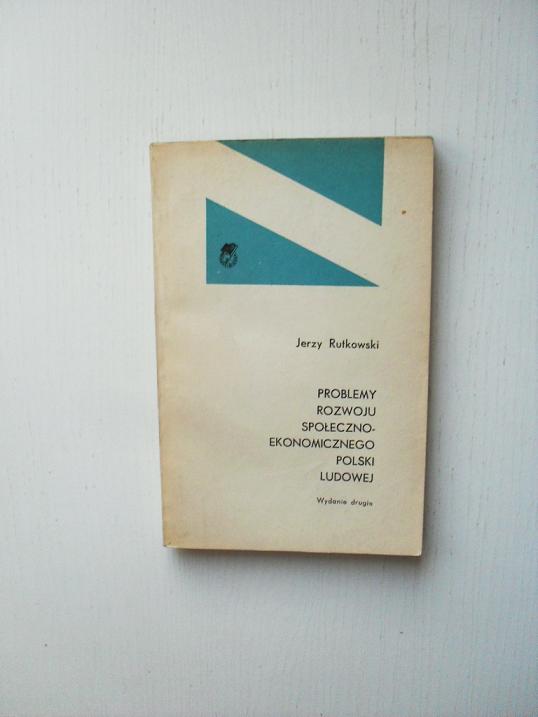 Jerzy Rutkowski
PROBLEMY
ROZWOJU
SPOŁECZNO-
EKONOMICZNEGO
POLSKI
LUDOWEJ
Wydanie drugie